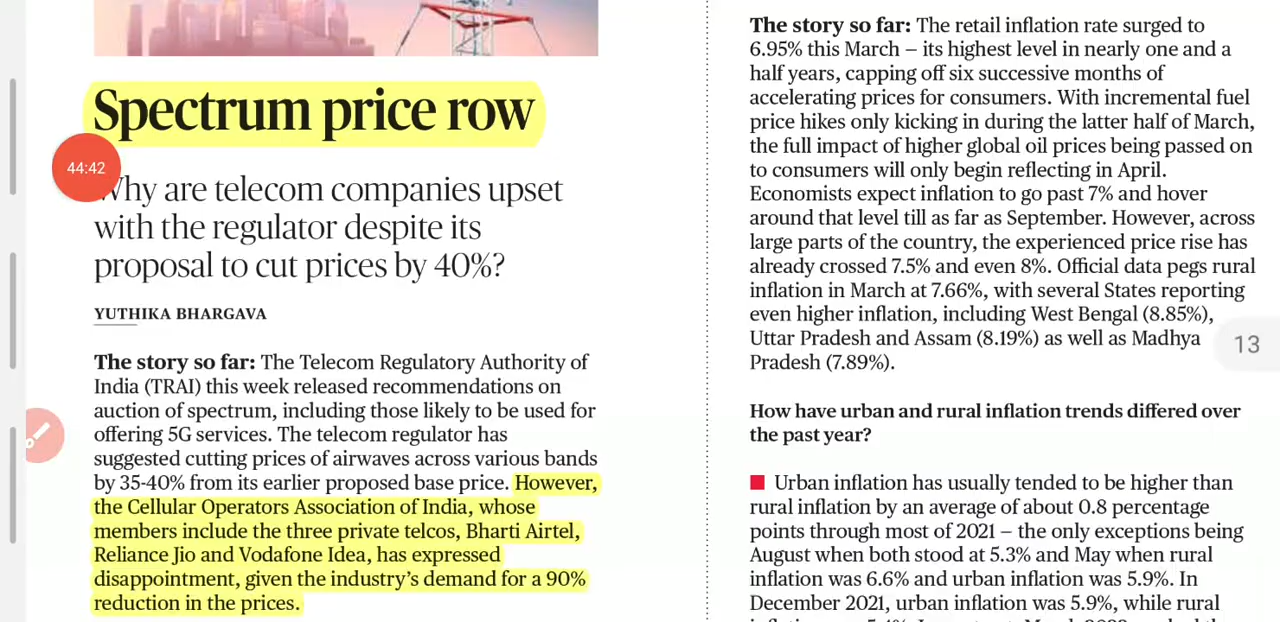 Spectrum price row
44:42
Why are telecom companies upset
with the regulator despite its
proposal to cut prices by 40%?
YUTHIKA BHARGAVA
The story so far: The Telecom Regulatory Authority of
India (TRAI) this week released recommendations on
auction of spectrum, including those likely to be used for
offering 5G services. The telecom regulator has
suggested cutting prices of airwaves across various bands
by 35-40% from its earlier proposed base price. However,
the Cellular Operators Association of India, whose
members include the three private telcos, Bharti Airtel,
Reliance Jio and Vodafone Idea, has expressed
disappointment, given the industry's demand for a 90%
reduction in the prices.
The story so far: The retail inflation rate surged to
6.95% this March — its highest level in nearly one and a
half years, capping off six successive months of
accelerating prices for consumers. With incremental fuel
price hikes only kicking in during the latter half of March,
the full impact of higher global oil prices being passed on
to consumers will only begin reflecting in April.
Economists expect inflation to go past 7% and hover
around that level till as far as September. However, across
large parts of the country, the experienced price rise has
already crossed 7.5% and even 8%. Official data pegs rural
inflation in March at 7.66%, with several States reporting
even higher inflation, including West Bengal (8.85%),
Uttar Pradesh and Assam (8.19%) as well as Madhya
Pradesh (7.89%).
13
How have urban and rural inflation trends differed over
the past year?
Urban inflation has usually tended to be higher than
rural inflation by an average of about 0.8 percentage
points through most of 2021 — the only exceptions being
August when both stood at 5.3% and May when rural
inflation was 6.6% and urban inflation was 5.9%. In
December 2021, urban inflation was 5.9%, while rural